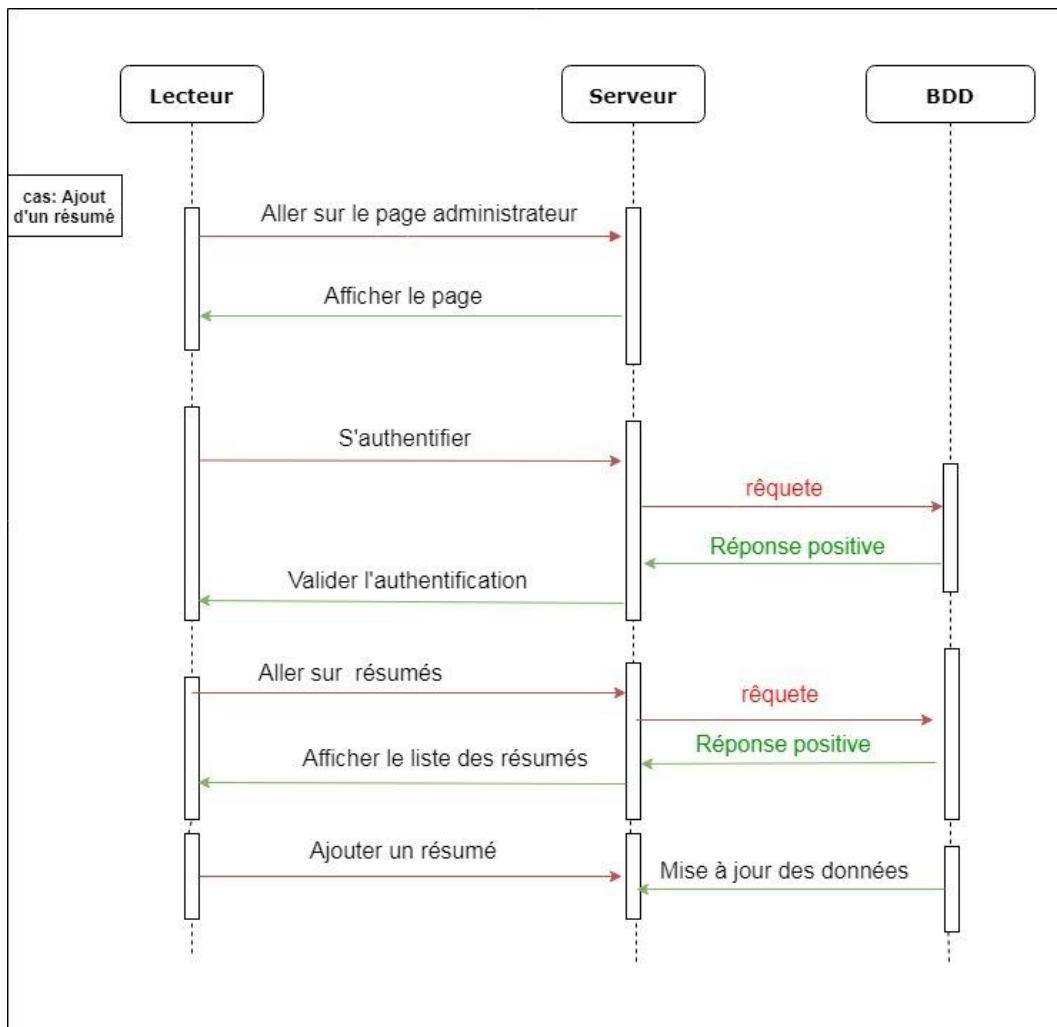 Lecteur
Serveur
BDD
cas: Ajout
d'un résumé
Aller sur le page administrateur
Afficher le page
S'authentifier
rêquete
Réponse positive
Valider l'authentification
Aller sur résumés
rêquete
Réponse positive
Afficher le liste des résumés
Ajouter un résumé
Mise à jour des données